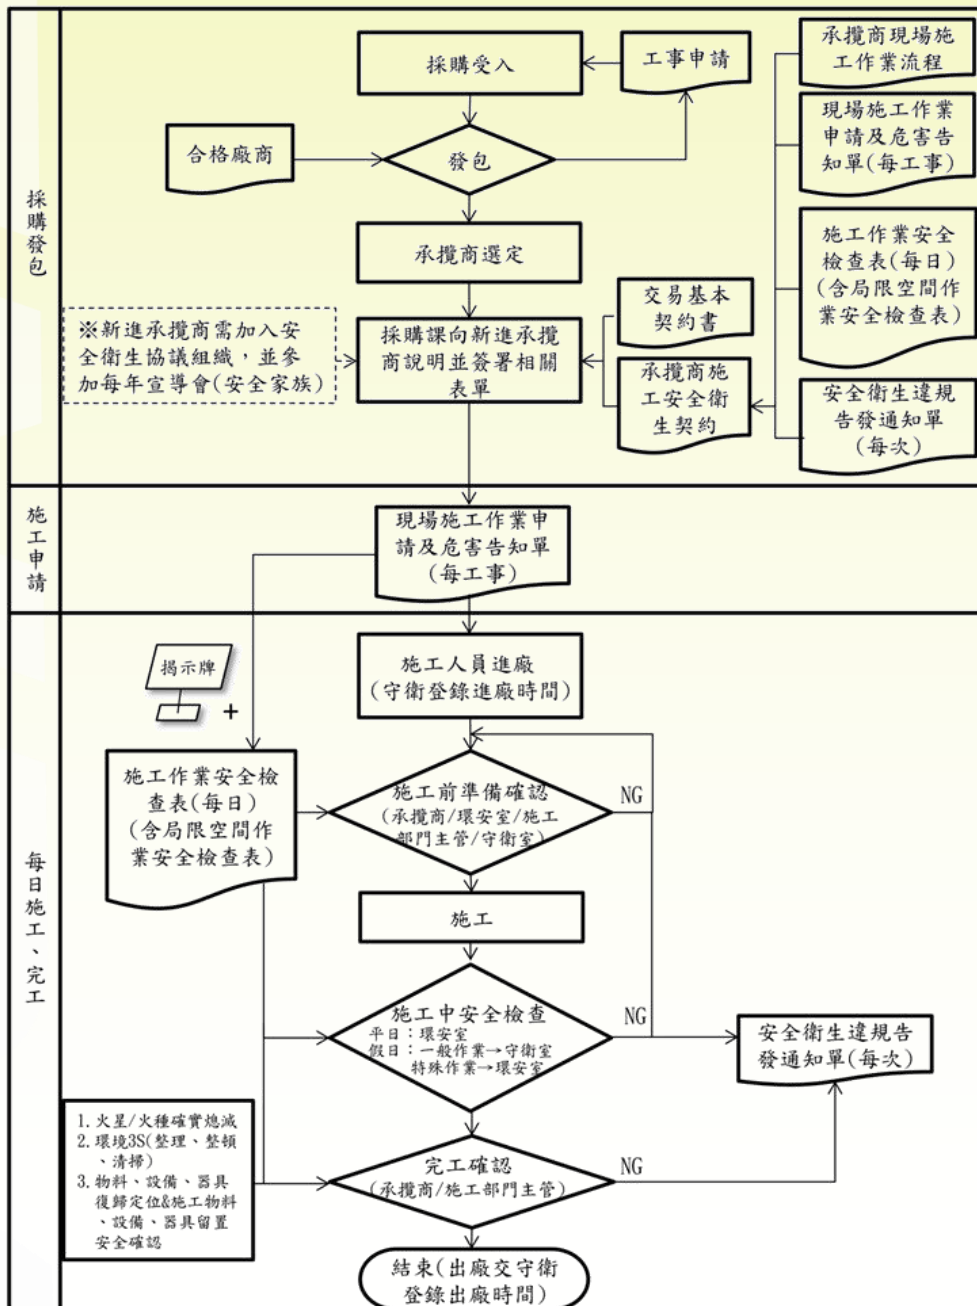 採購發包
採購受入
工事申請
合格廠商
發包
承攬商選定
※新進承攬商需加入安
全衛生協議組織，並參
加每年宣導會(安全家族)
採購課向新進承攬
商說明並簽署相關
表單
交易基本
契約書
承攬商施
工安全衛
生契約
承攬商現場施
工作業流程
現場施工作業
申請及危害告
知單(每工事)
施工作業安全
檢查表(每日)
(含局限空間作
業安全檢查表)
安全衛生違規
告發通知單
(每次)
施工申請
現場施工作業申
請及危害告知單
(每工事)
每日施工、完工
揭示牌
+
施工人員進廠
(守衛登錄進廠時間)
施工作業安全檢
查表(每日)
(含局限空間作
業安全檢查表)
施工前準備確認
(承攬商/環安室/施工
部門主管/守衛室)
NG
施工
施工中安全檢查
平日：環安室
假日：一般作業→守衛室
特殊作業→環安室
NG
安全衛生違規告
發通知單(每次)
1. 火星/火種確實熄滅
2. 環境3S(整理、整頓
、清掃)
3. 物料、設備、器具
復歸定位&施工物料
、設備、器具留置
安全確認
完工確認
(承攬商/施工部門主管)
NG
結束(出廠交守衛
登錄出廠時間)